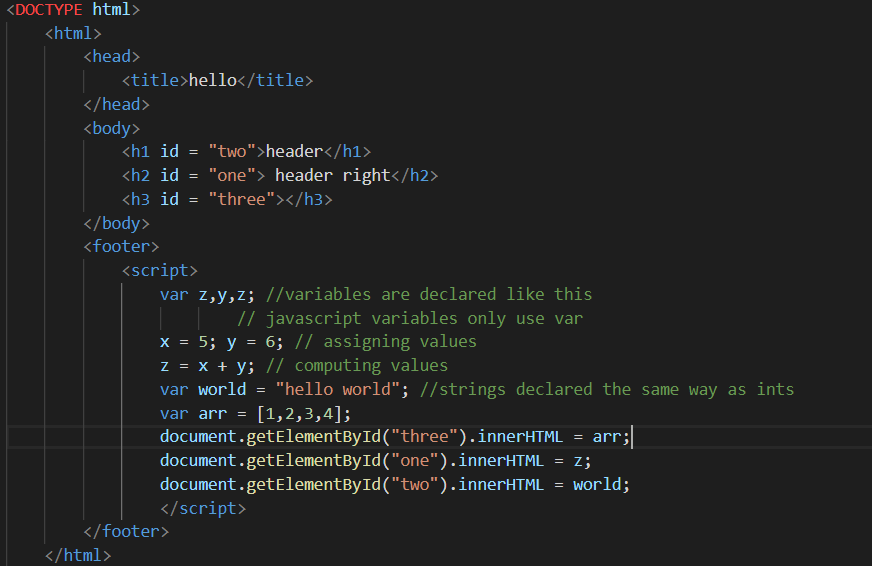 <DOCTYPE html>
<html>
<head>
<title>hello</title>
</head>
<body>
<h1 id = "two">header</h1>
<h2 id = "one"> header right</h2>
<h3 id = "three"></h3>
</body>
<footer>
<script>
var z,y,z; //variables are declared like this
// javascript variables only use var
x = 5; y = 6; // assigning values
z = x + y; // computing values
var world = "hello world"; //strings declared the same way as ints
var arr = [1,2,3,4];
document.getElementById("three").innerHTML = arr;
document.getElementById("one").innerHTML = z;
document.getElementById("two").innerHTML = world;
</script>
</footer>
</html>